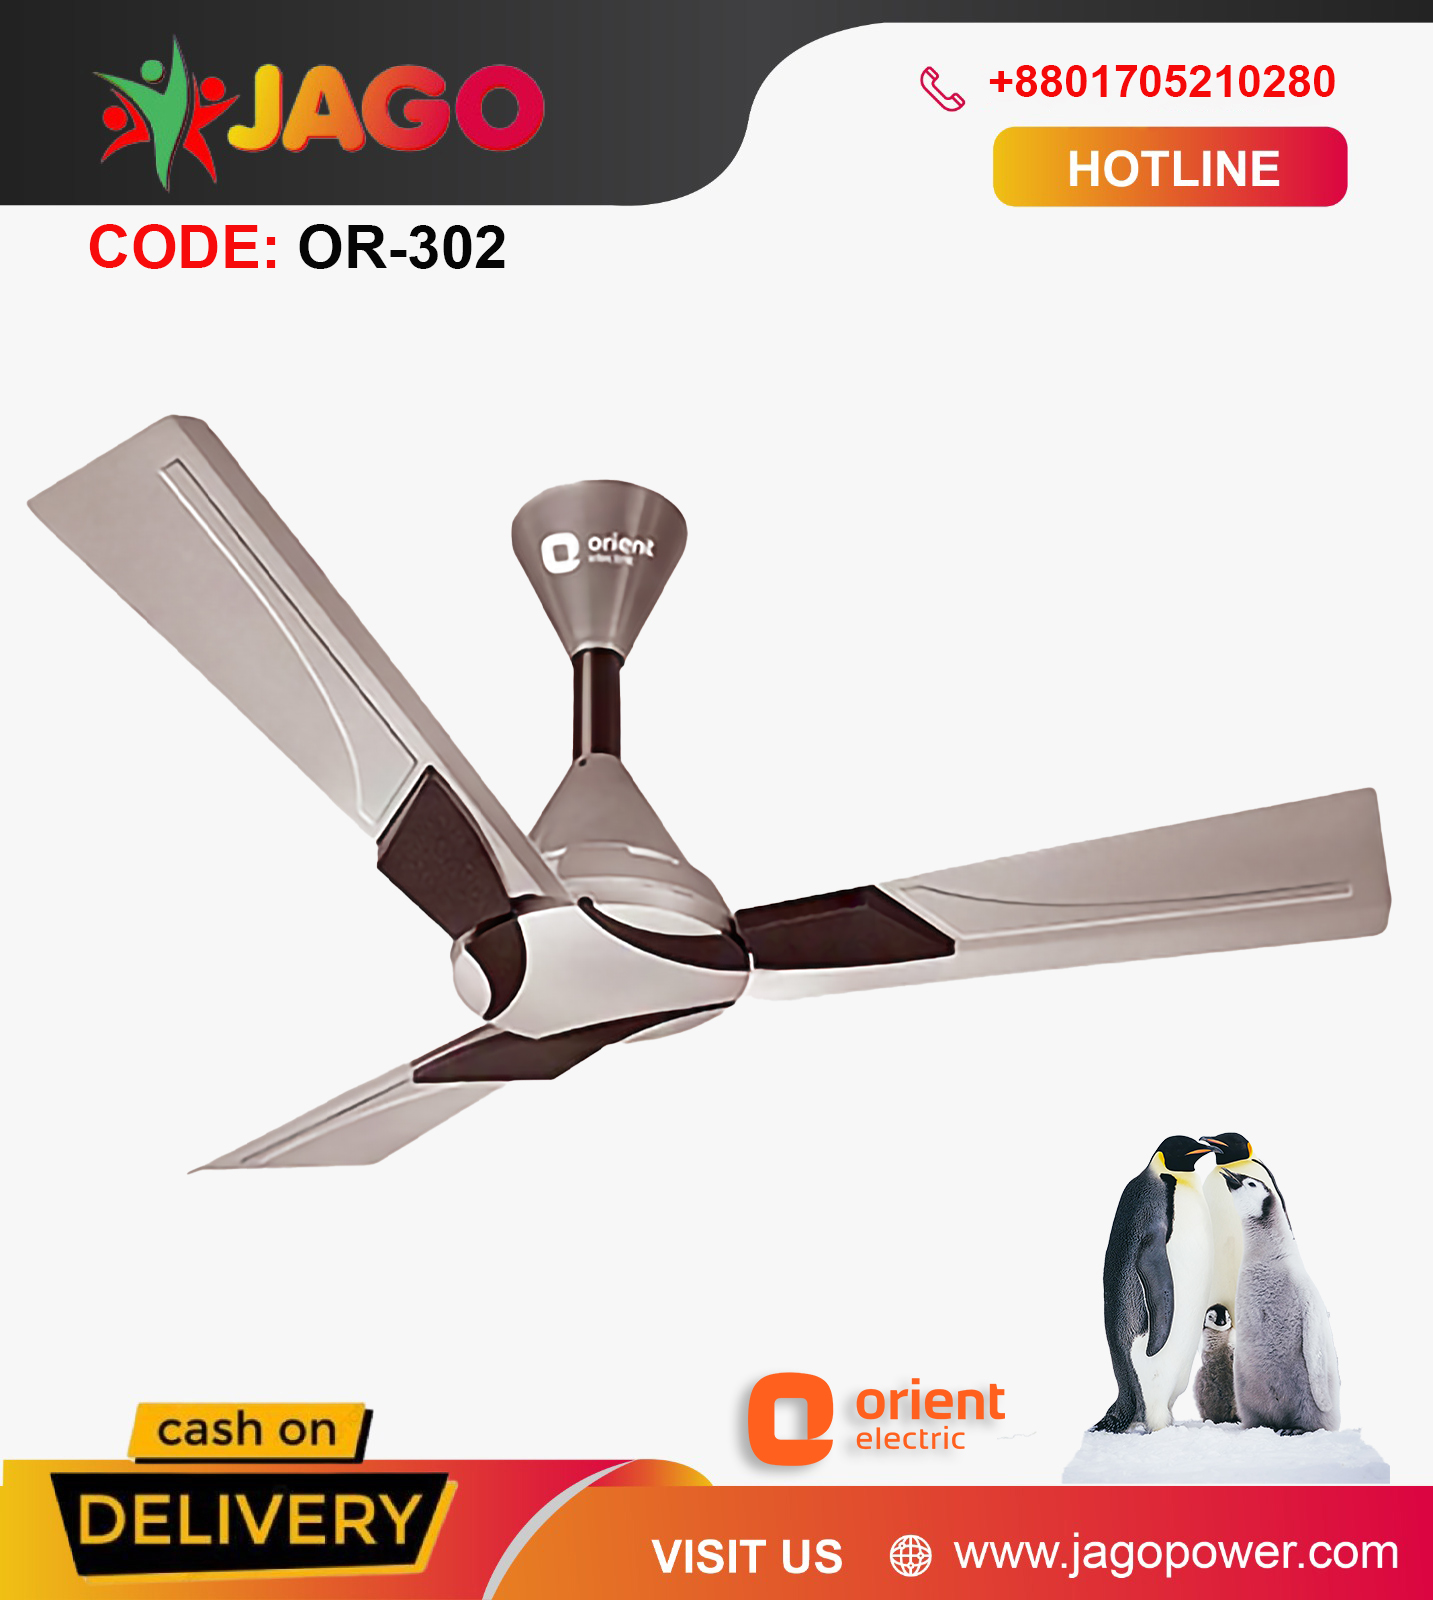 JAGO
+8801705210280
HOTLINE
CODE: OR-302
orient
orient
electric
cash on
DELIVERY
VISIT US
www.jagopower.com